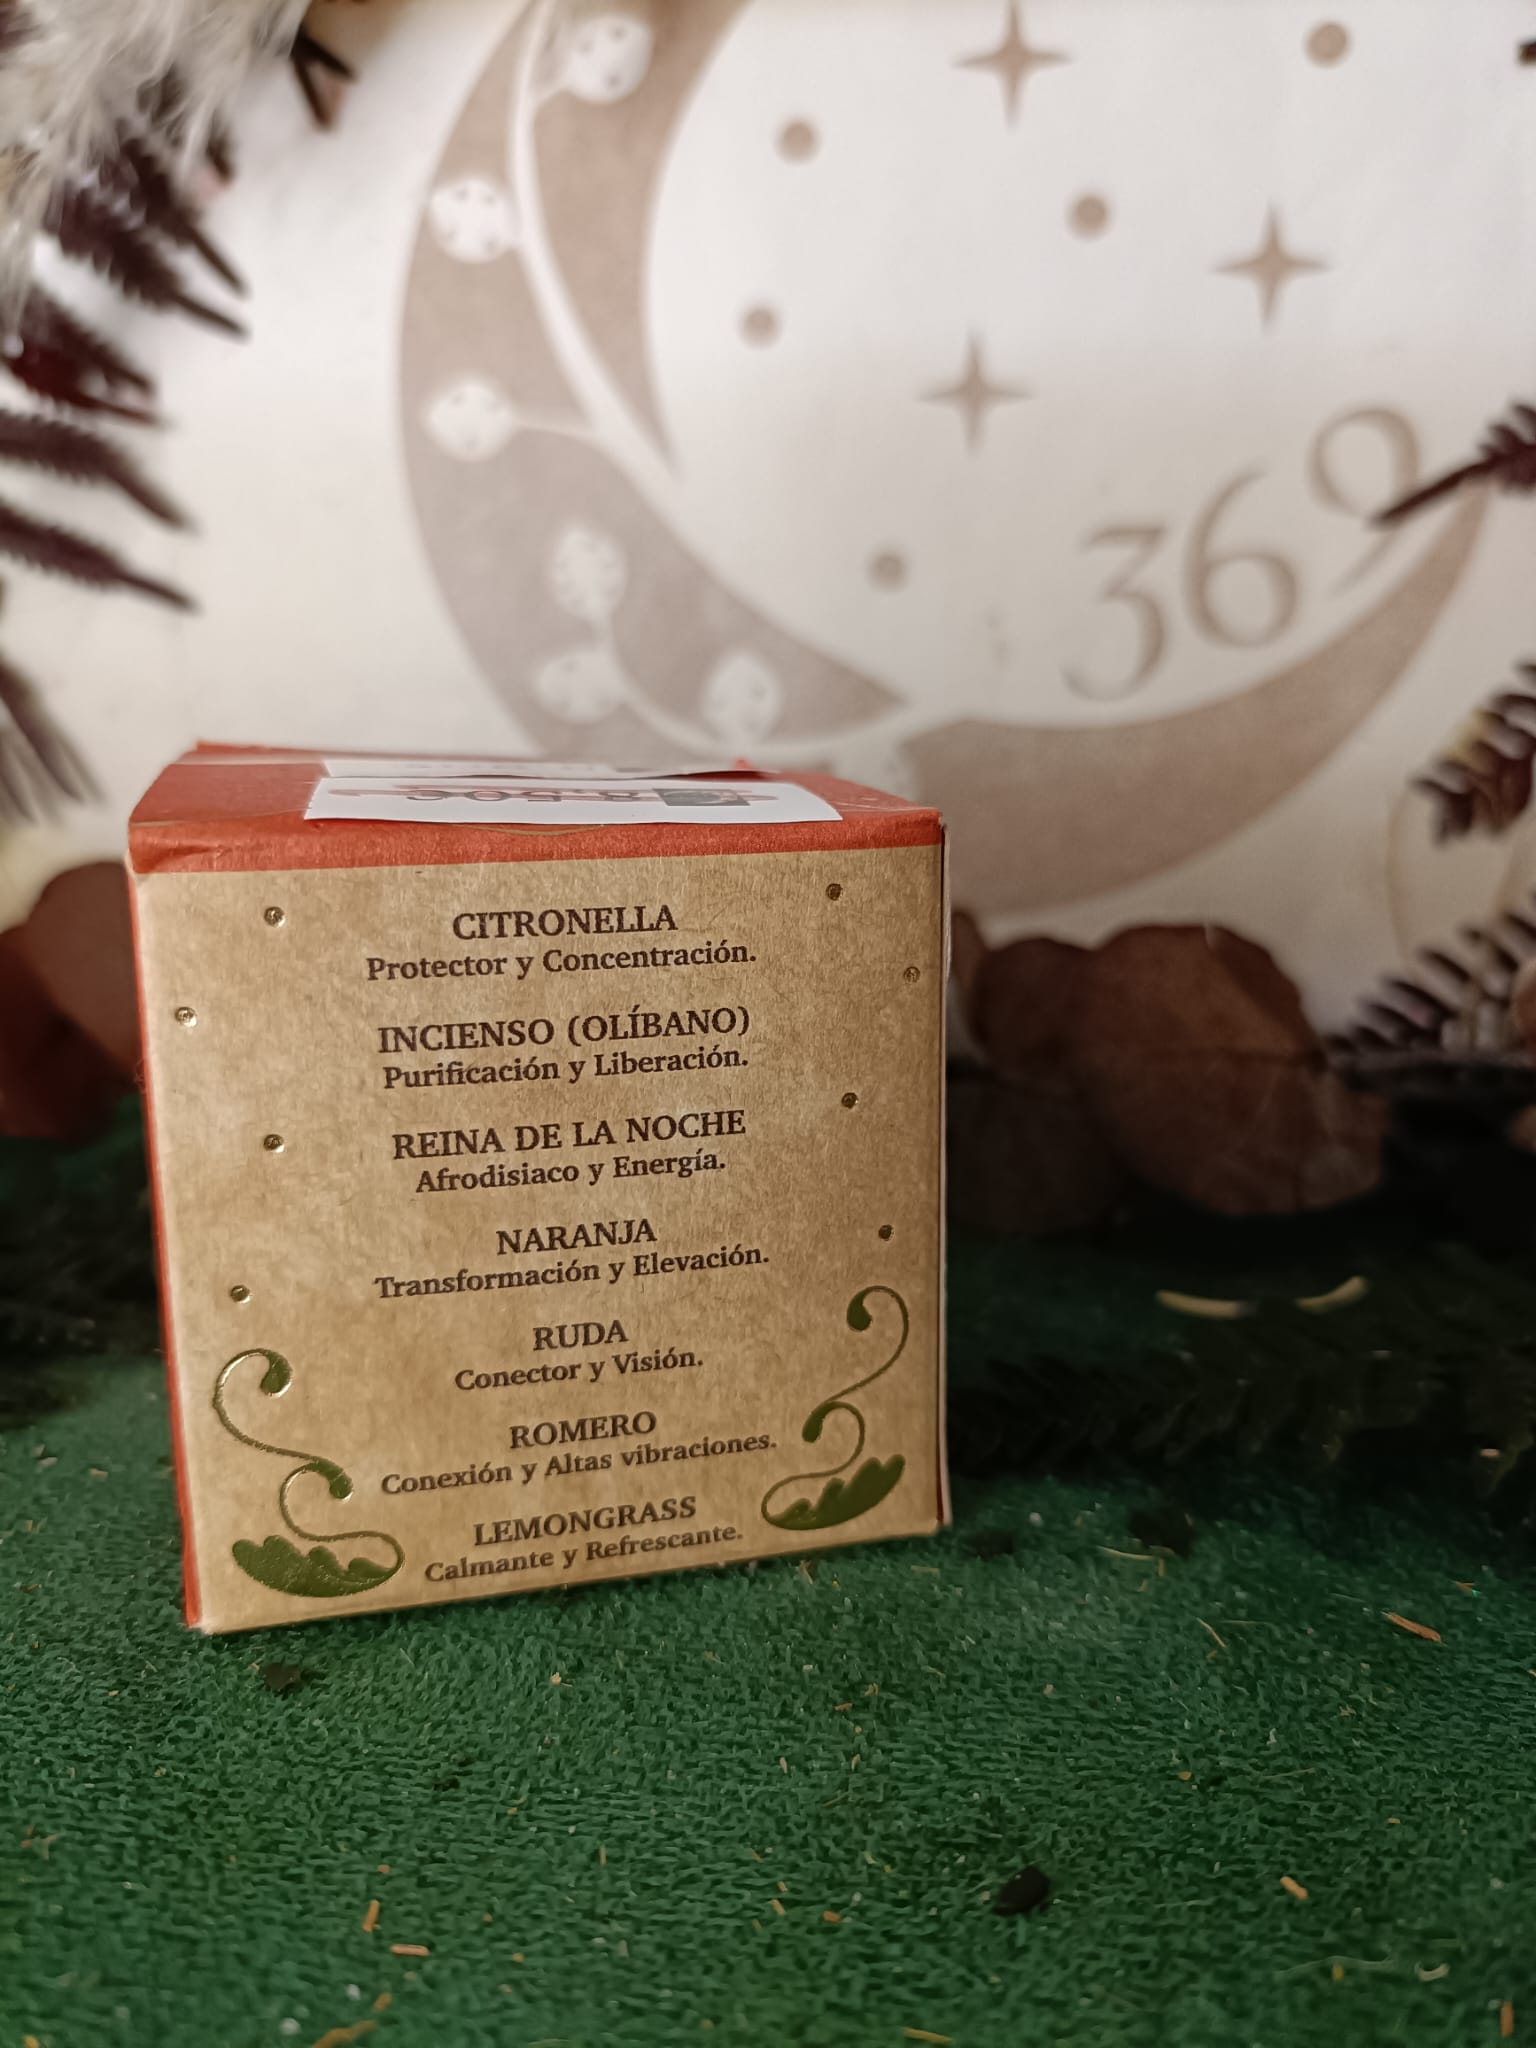 369
CITRONELLA
Protector y Concentración.
INCIENSO (OLÍBANO)
Purificación y Liberación.
REINA DE LA NOCHE
Afrodisiaco y Energía.
NARANJA
Transformación y Elevación.
RUDA
Conector y Visión.
ROMERO
Conexión y Altas vibraciones.
LEMONGRASS
Calmante y Refrescante.